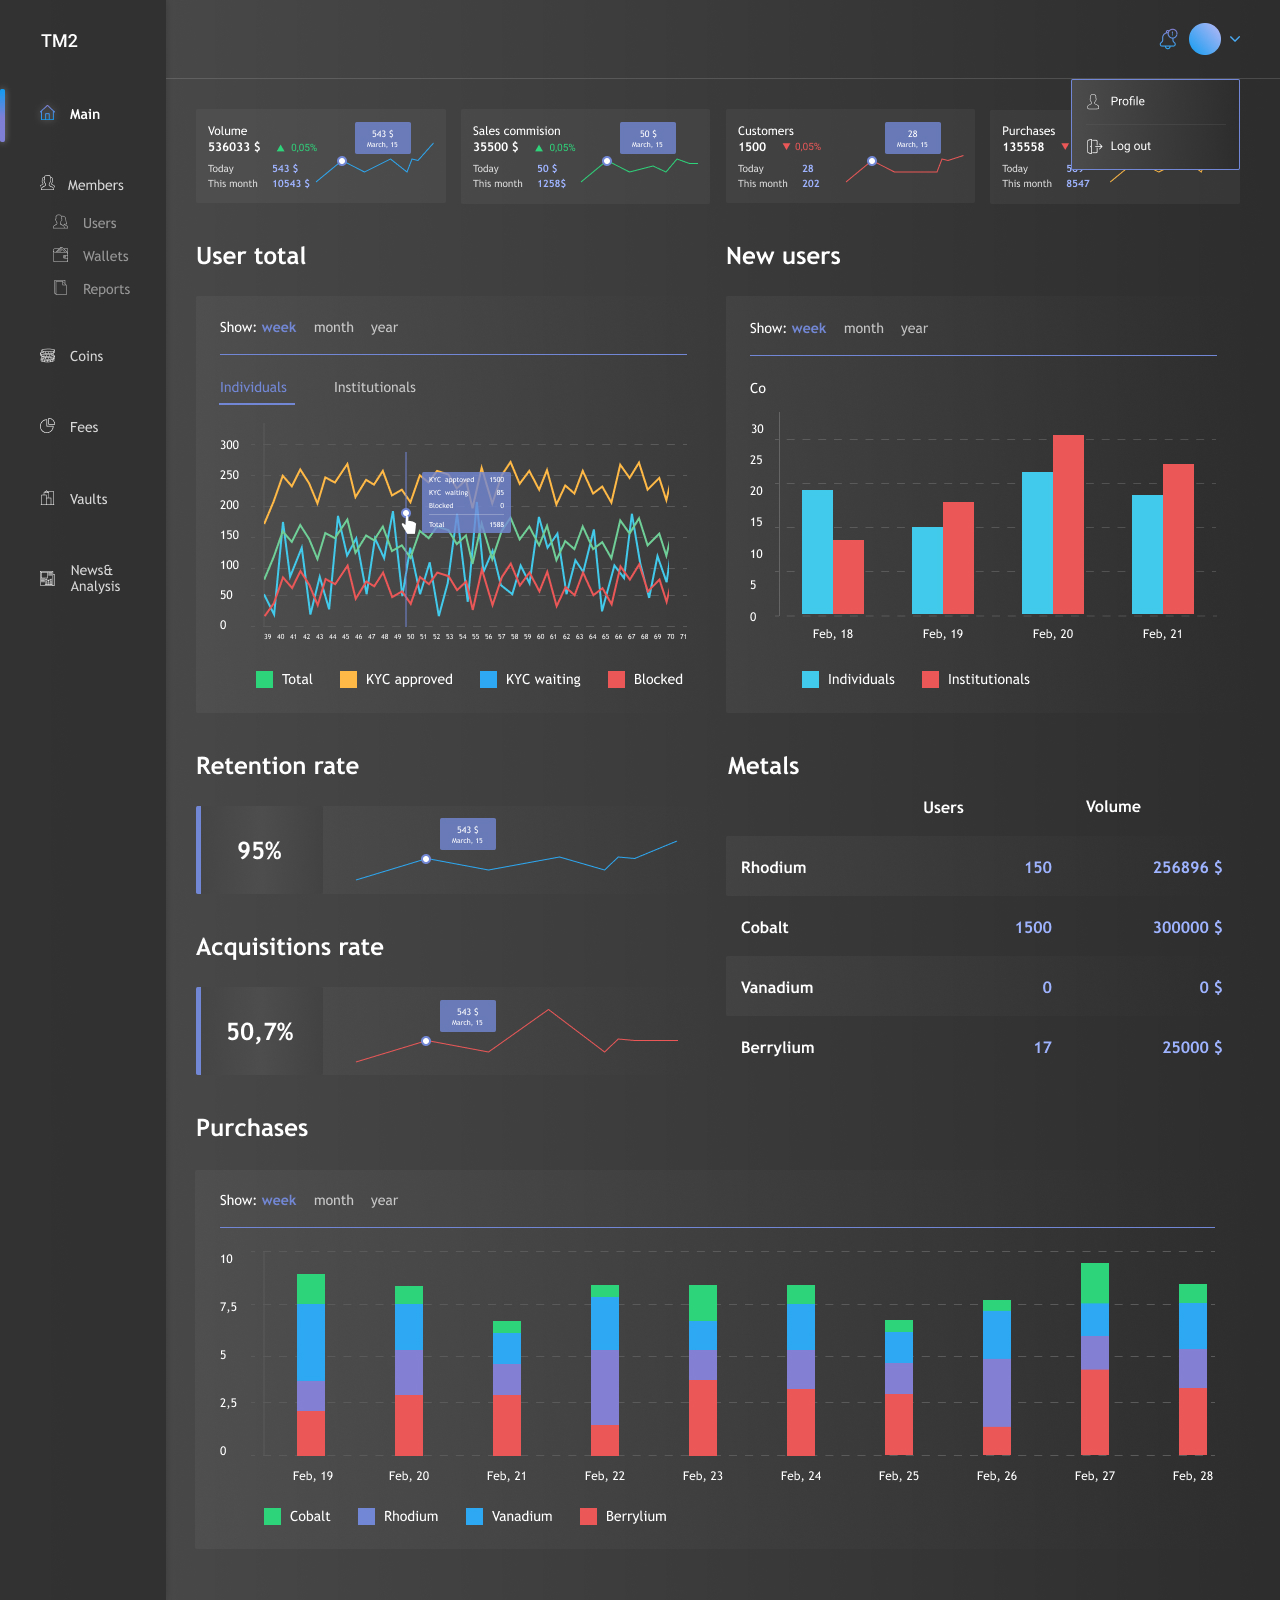 TM2
Main
Members
Users
Wallets
Reports
Coins
Fees
Vaults
News&
Analysis
Profile
Log out
Volume
536033 $ ▲ 0,05%
Today 543 $
This month 10543 $
543 $
March, 15
Sales commision
35500 $ ▲ 0,05%
Today 50 $
This month 1258$
50 $
March, 15
Customers
1500 ▼ 0,05%
Today 28
This month 202
28
March, 15
Purchases
135558 ▼
Today
This month 8547
User total
Show: week month year
Individuals Institutionals
300
250
200
150
100
50
0
KYC approved 1500
KYC waiting 85
Blocked 0
Total 1588
39 40 41 42 43 44 45 46 47 48 49 50 51 52 53 54 55 56 57 58 59 60 61 62 63 64 65 66 67 68 69 70 71
Total KYC approved KYC waiting Blocked
New users
Show: week month year
Co
30
25
20
15
10
5
0
Feb, 18 Feb, 19 Feb, 20 Feb, 21
Individuals Institutionals
Retention rate
95%
543 $
March, 15
Acquisitions rate
50,7%
543 $
March, 15
Metals
Users Volume
Rhodium 150 256896 $
Cobalt 1500 300000 $
Vanadium 0 0 $
Berrylium 17 25000 $
Purchases
Show: week month year
10
7,5
5
2,5
0
Feb, 19 Feb, 20 Feb, 21 Feb, 22 Feb, 23 Feb, 24 Feb, 25 Feb, 26 Feb, 27 Feb, 28
Cobalt Rhodium Vanadium Berrylium